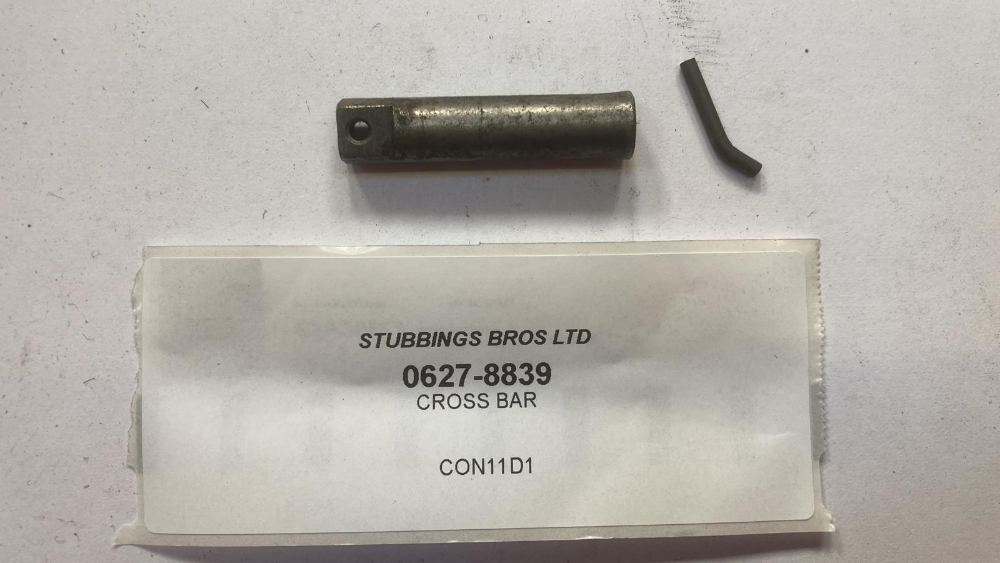 STUBBINGS BROS LTD
0627-8839
CROSS BAR
CON11D1